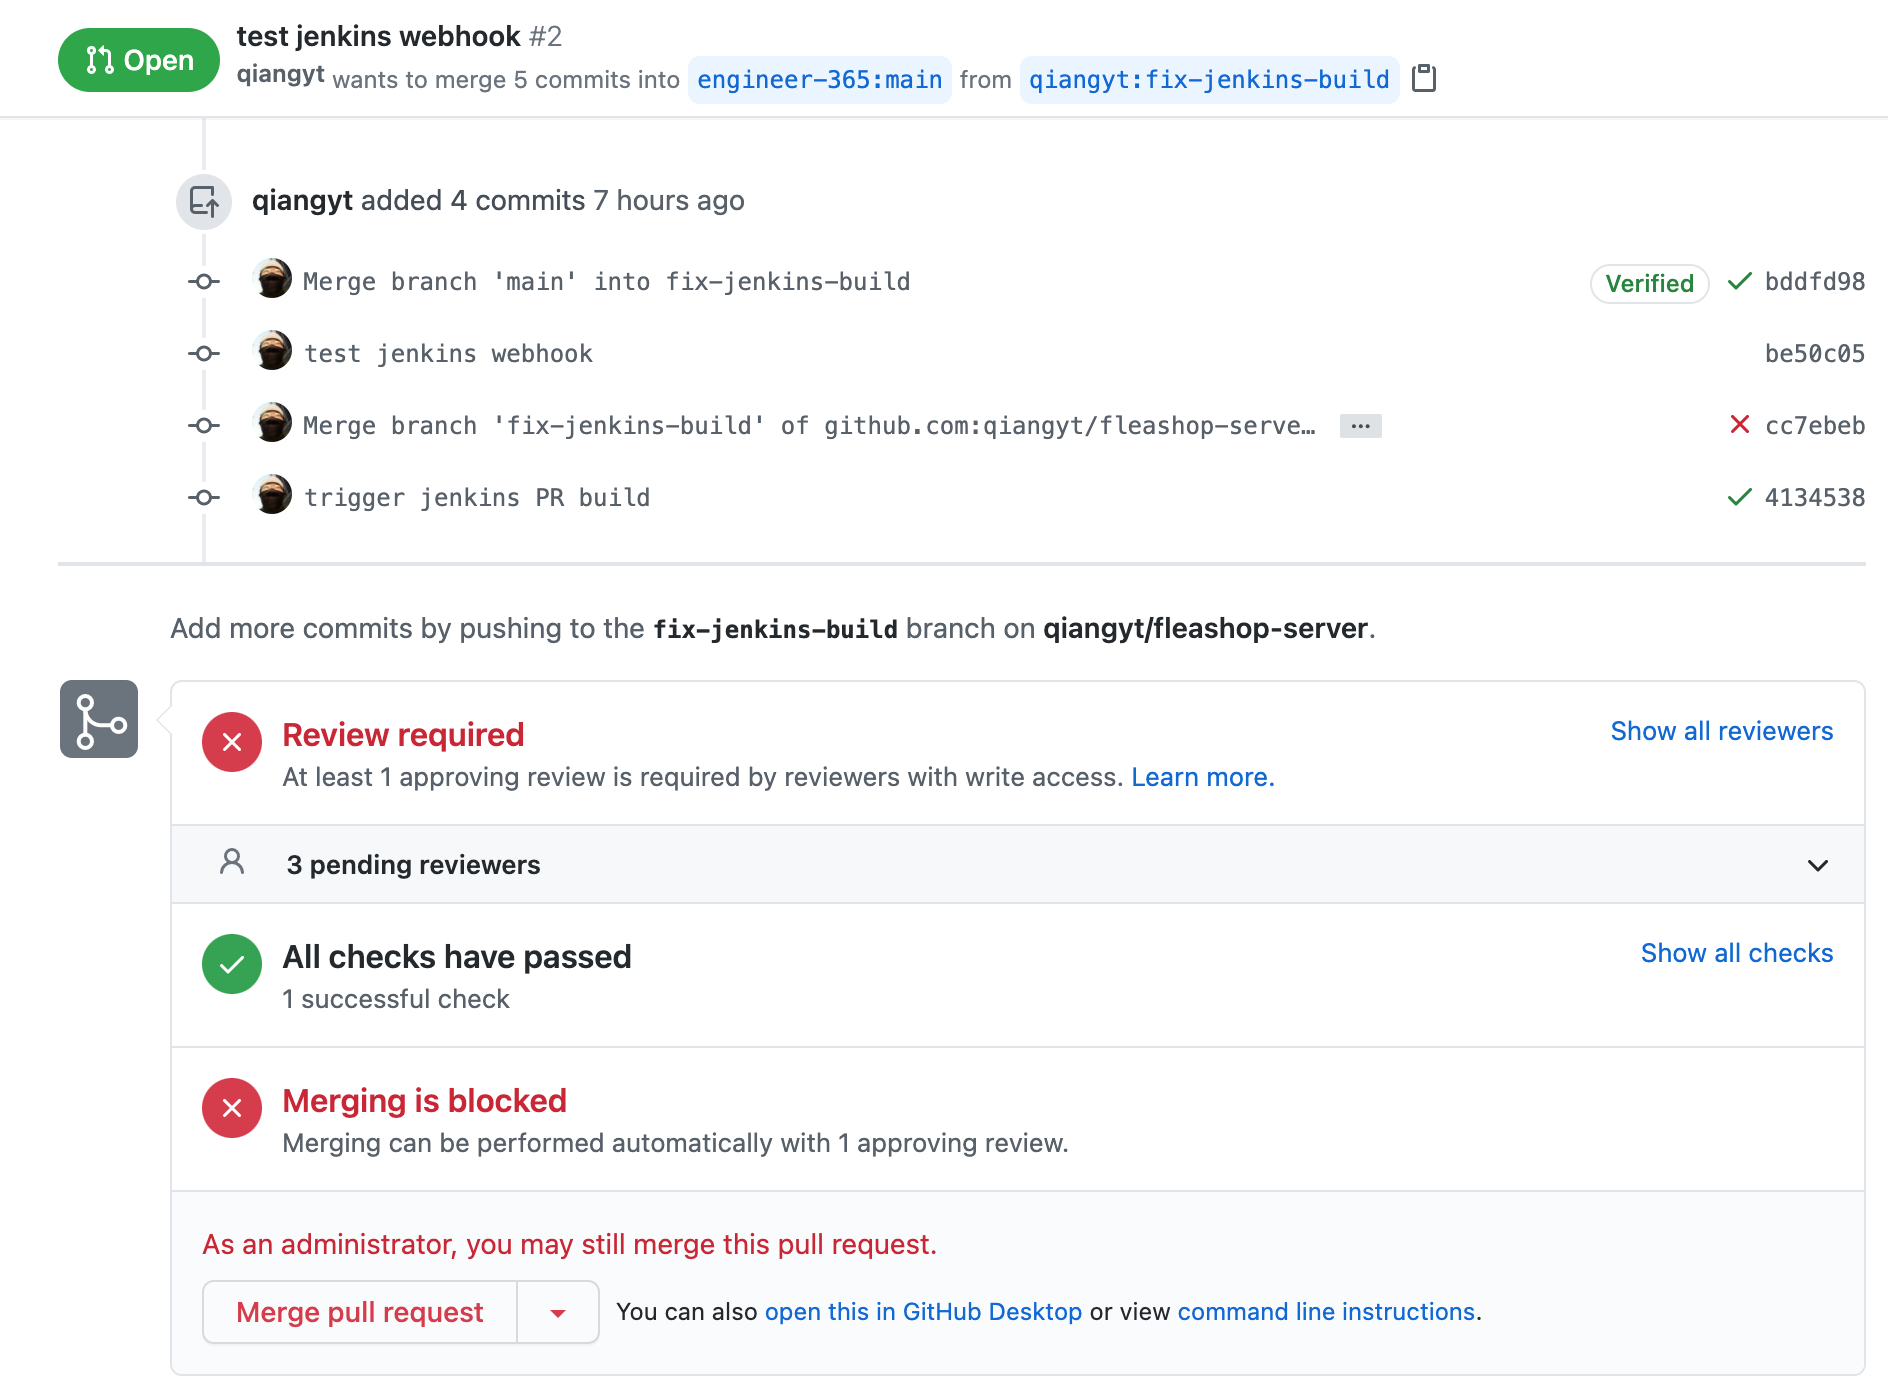 Open
test jenkins webhook #2
qiangyt wants to merge 5 commits into engineer-365:main from qiangyt:fix-jenkins-build
qiangyt added 4 commits 7 hours ago
Merge branch 'main' into fix-jenkins-build Verified bddfd98
test jenkins webhook be50c05
Merge branch 'fix-jenkins-build' of github.com:qiangyt/fleashop-serve… ... cc7ebeb
trigger jenkins PR build 4134538
Add more commits by pushing to the fix-jenkins-build branch on qiangyt/fleashop-server.
Review required Show all reviewers
At least 1 approving review is required by reviewers with write access. Learn more.
3 pending reviewers
All checks have passed Show all checks
1 successful check
Merging is blocked
Merging can be performed automatically with 1 approving review.
As an administrator, you may still merge this pull request.
Merge pull request You can also open this in GitHub Desktop or view command line instructions.